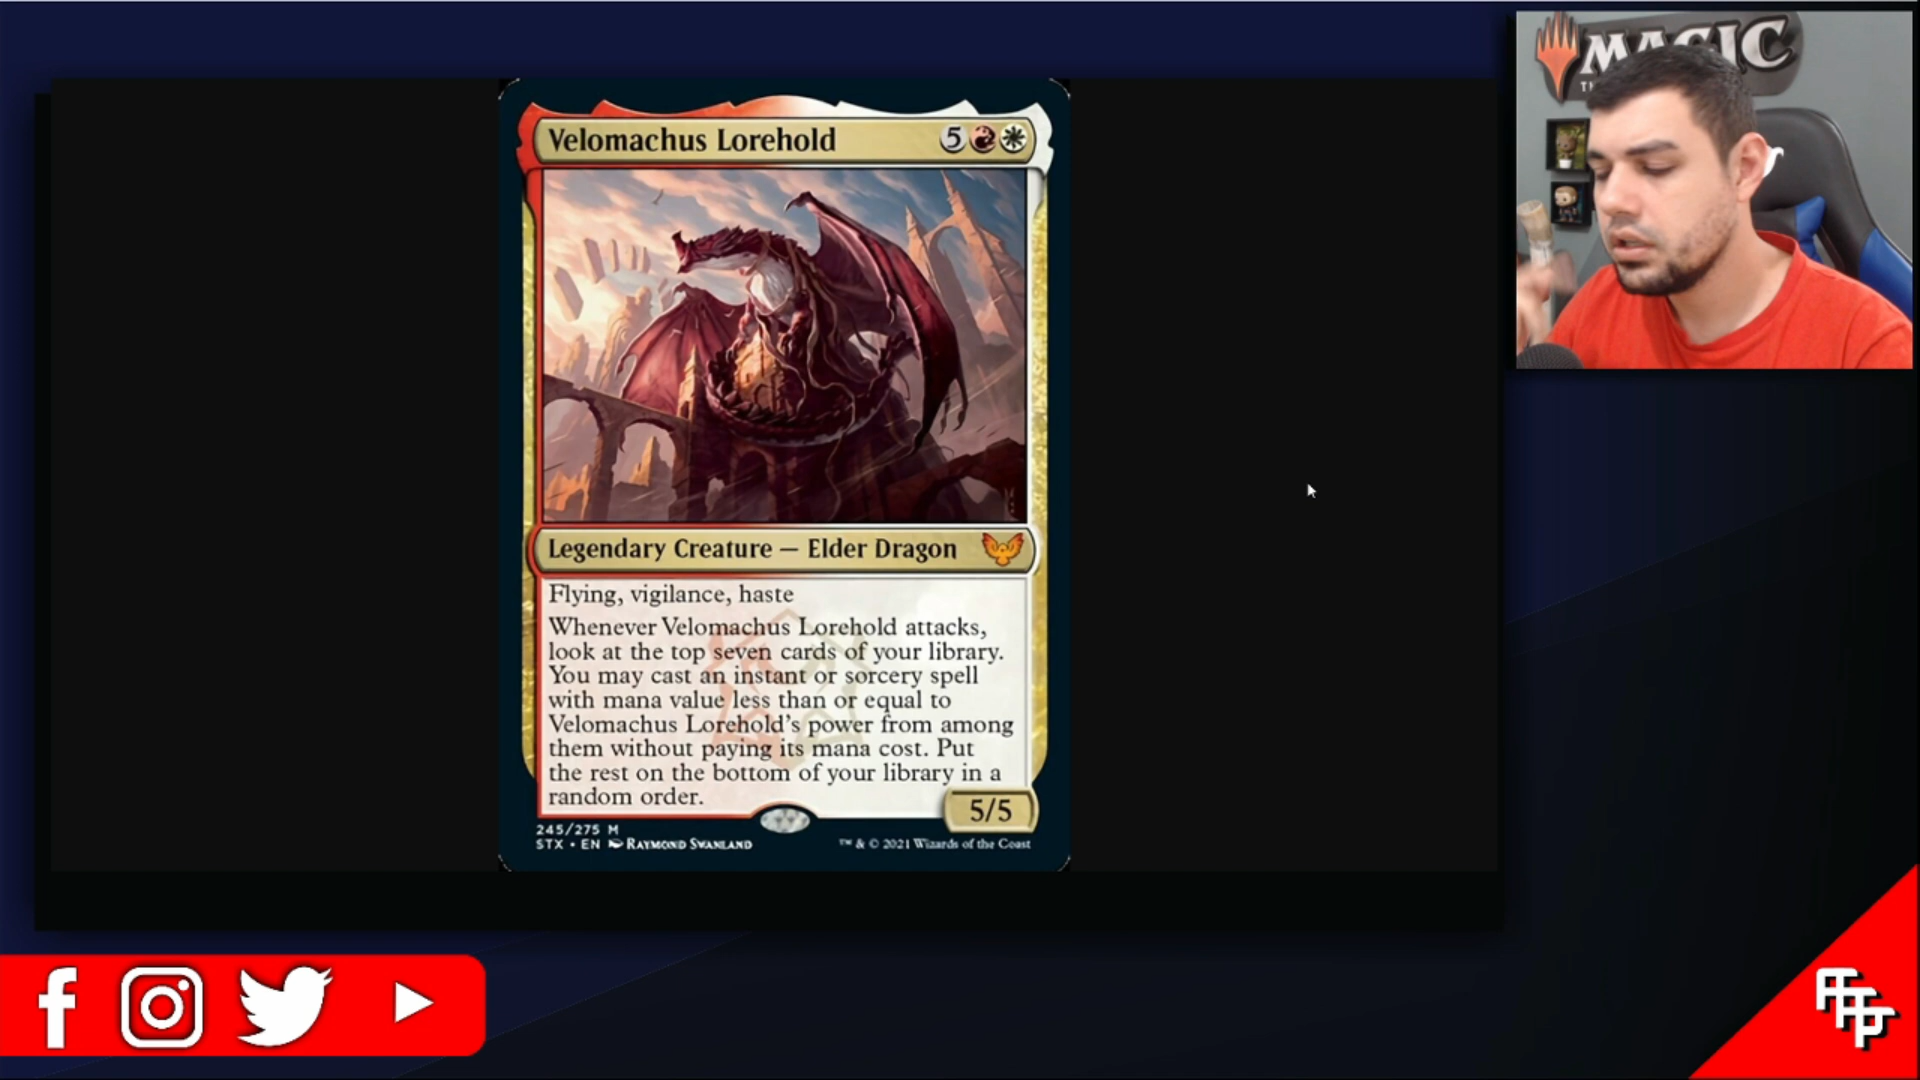 Velomachus Lorehold
5
Legendary Creature — Elder Dragon
Flying, vigilance, haste
Whenever Velomachus Lorehold attacks,
look at the top seven cards of your library.
You may cast an instant or sorcery spell
with mana value less than or equal to
Velomachus Lorehold's power from among
them without paying its mana cost. Put
the rest on the bottom of your library in a
random order.
5/5
245/275 M
STX • EN RAYMOND SWANLAND
™ & © 2021 Wizards of the Coast
MAGIC